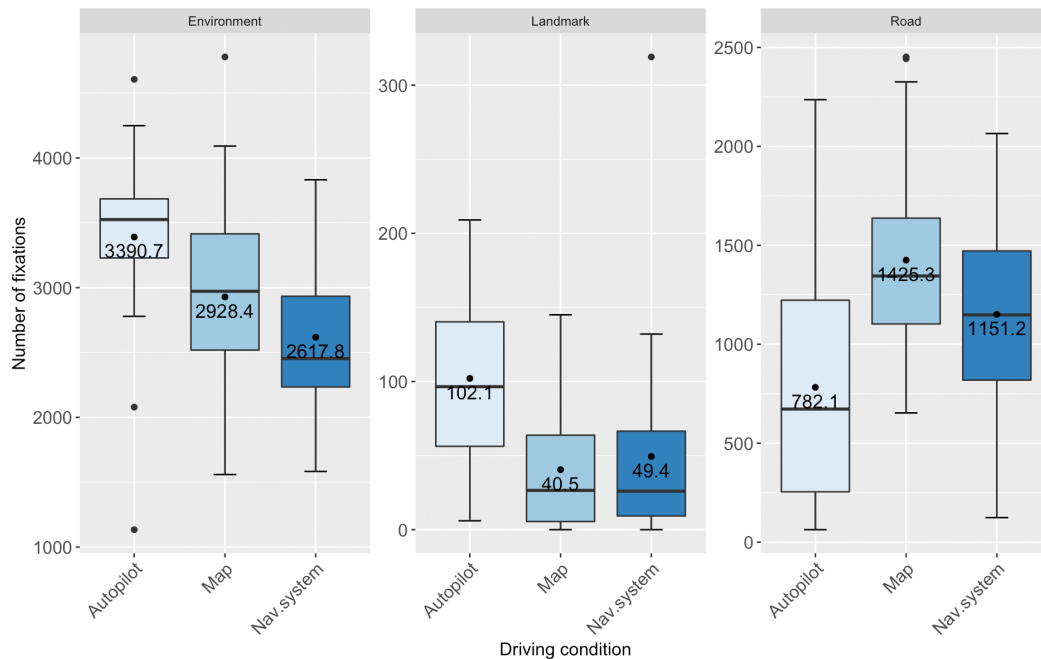 Environment
Landmark
Road
Number of fixations
4000
3000
2000
1000
3390.7
2928.4
2617.8
Autopilot
Map
Nav.system
300
200
100
0
102.1
40.5
49.4
Autopilot
Map
Nav.system
2500
2000
1500
1000
500
0
782.1
1425.3
1151.2
Autopilot
Map
Nav.system
Driving condition